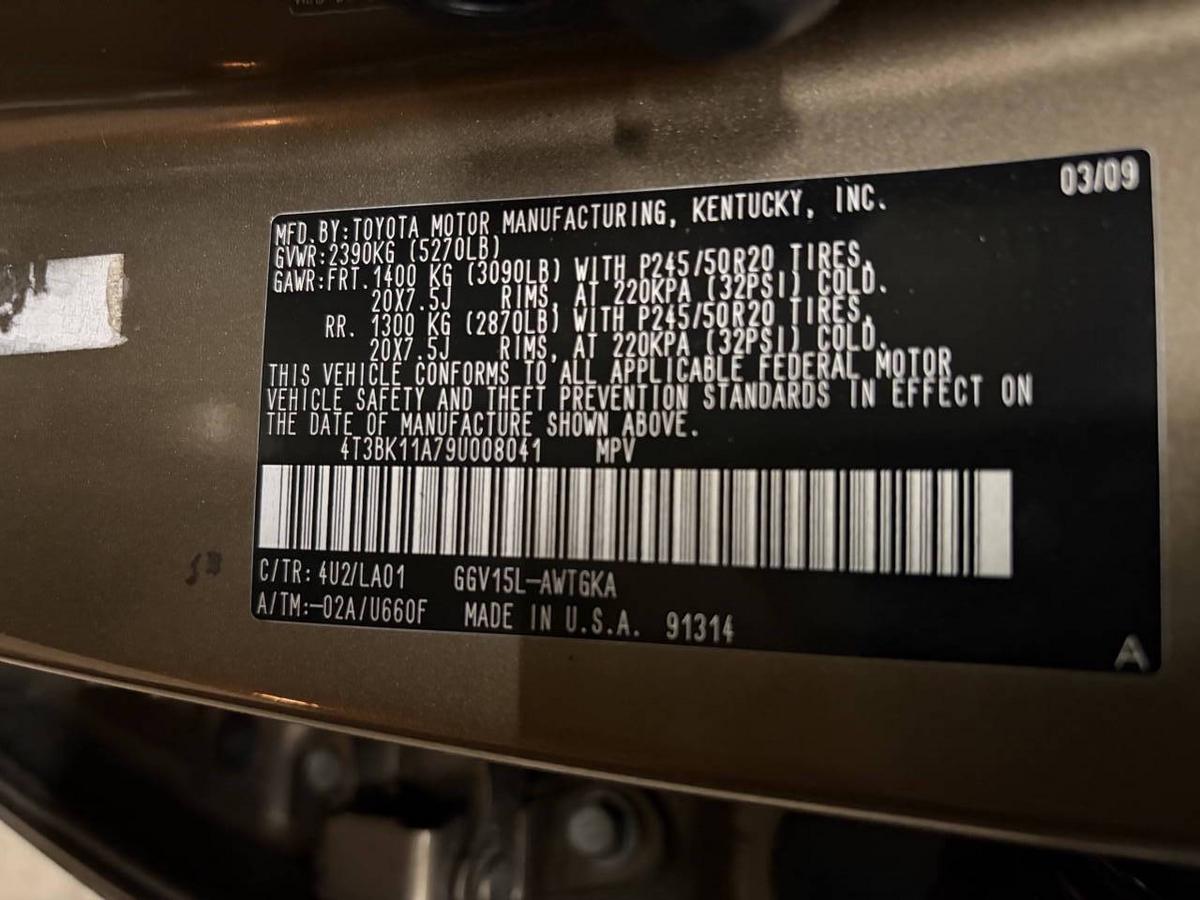 03/09
MFD.BY:TOYOTA MOTOR MANUFACTURING, KENTUCKY, INC.
GVWR:2390KG (5270LB)
GAWR:FRT.1400 KG (3090LB) WITH P245/50R20 TIRES,
20X7.5J RIMS, AT 220KPA (32PSI) COLD.
RR. 1300 KG (2870LB) WITH P245/50R20 TIRES,
20X7.5J RIMS, AT 220KPA (32PSI) COLD.
THIS VEHICLE CONFORMS TO ALL APPLICABLE FEDERAL MOTOR
VEHICLE SAFETY AND THEFT PREVENTION STANDARDS IN EFFECT ON
THE DATE OF MANUFACTURE SHOWN ABOVE.
4T3BK11A79U008041 MPV
C/TR: 4U2/LA01 GGV15L-AWTGKA
A/TM:-02A/U660F MADE IN U.S.A. 91314
A